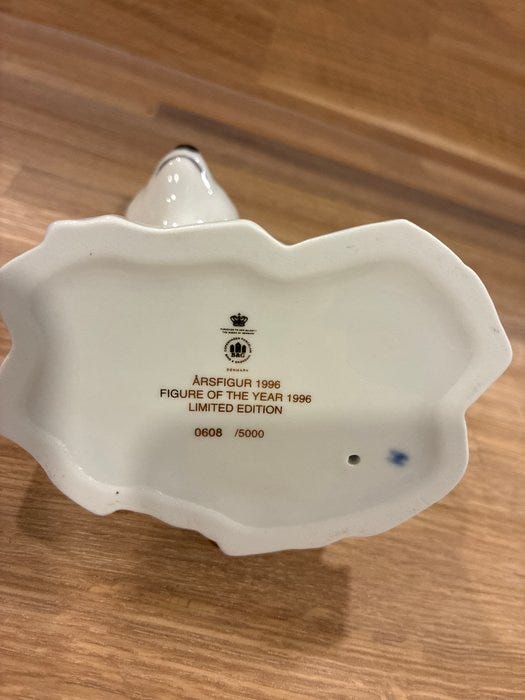 B&G
DENMARK
ÅRSFIGUR 1996
FIGURE OF THE YEAR 1996
LIMITED EDITION
0608 /5000